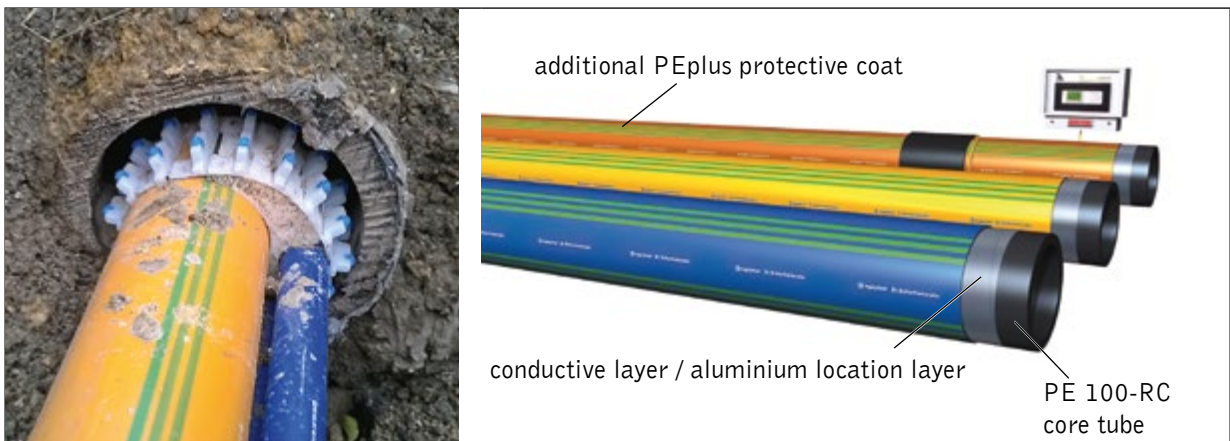 additional PEplus protective coat
conductive layer / aluminium location layer
PE 100-RC
core tube